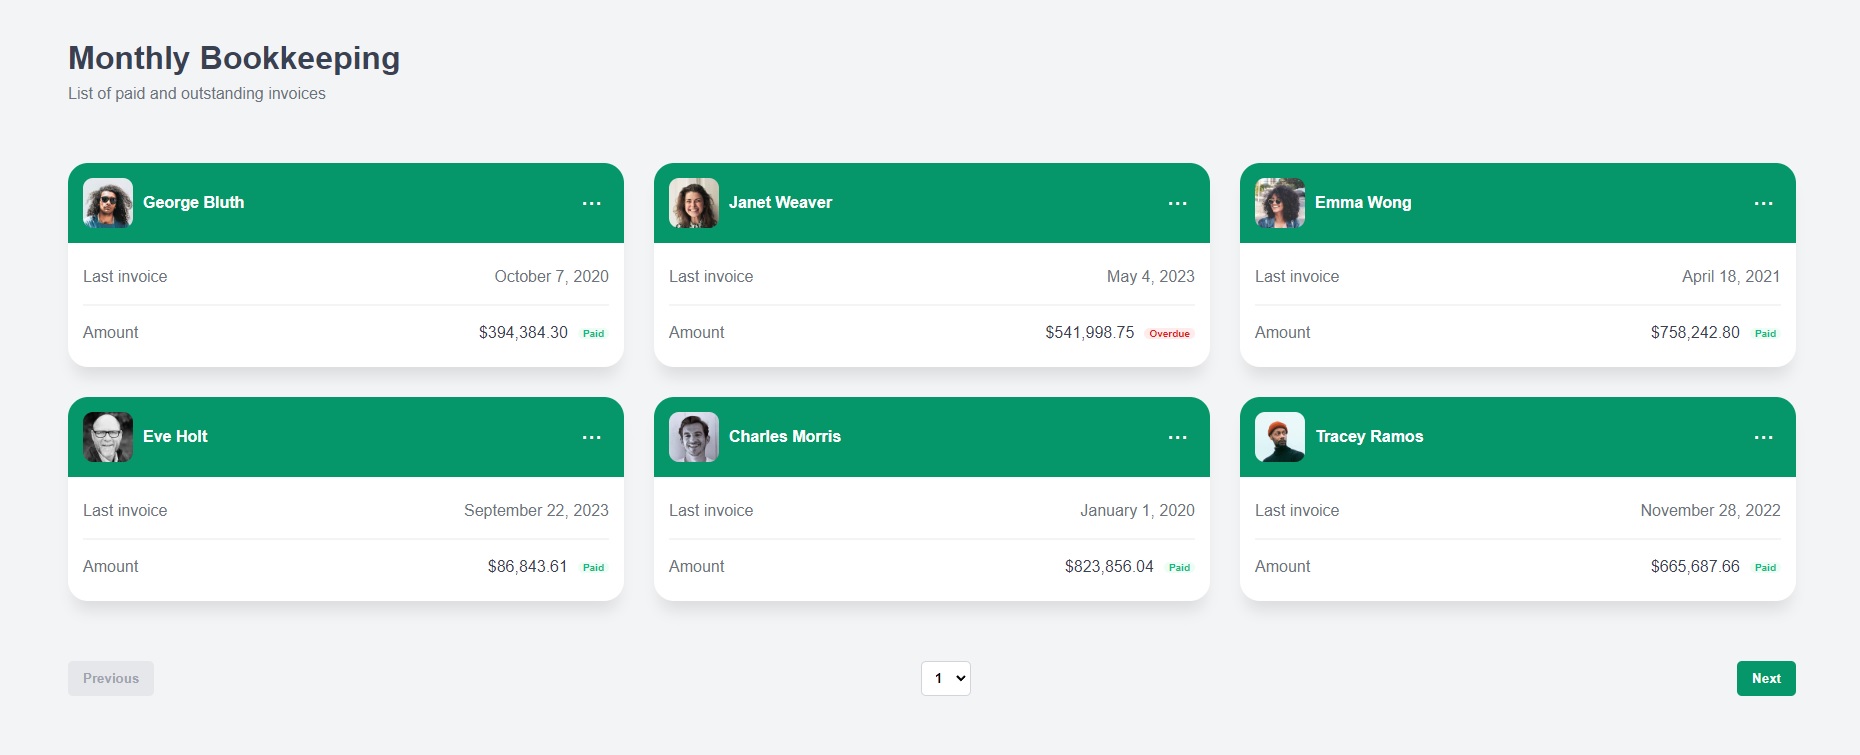 Monthly Bookkeeping
List of paid and outstanding invoices
George Bluth ...
Last invoice October 7, 2020
Amount $394,384.30 Paid
Janet Weaver ...
Last invoice May 4, 2023
Amount $541,998.75 Overdue
Emma Wong ...
Last invoice April 18, 2021
Amount $758,242.80 Paid
Eve Holt ...
Last invoice September 22, 2023
Amount $86,843.61 Paid
Charles Morris ...
Last invoice January 1, 2020
Amount $823,856.04 Paid
Tracey Ramos ...
Last invoice November 28, 2022
Amount $665,687.66 Paid
Previous 1 Next